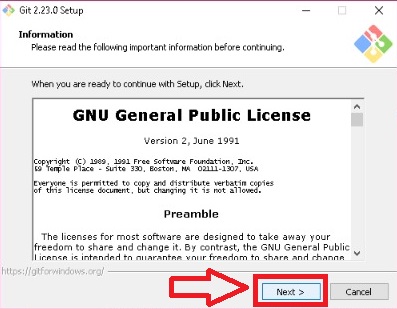 Git 2.23.0 Setup
Information
Please read the following important information before continuing.
When you are ready to continue with Setup, click Next.
GNU General Public License
Version 2, June 1991
Copyright (C) 1989, 1991 Free Software Foundation, Inc.
59 Temple Place - Suite 330, Boston, MA  02111-1307, USA
Everyone is permitted to copy and distribute verbatim copies
of this license document, but changing it is not allowed.
Preamble
The licenses for most software are designed to take away your
freedom to share and change it. By contrast, the GNU General Public
License is intended to guarantee your freedom to share and change
https://gitforwindows.org/
Next >
Cancel